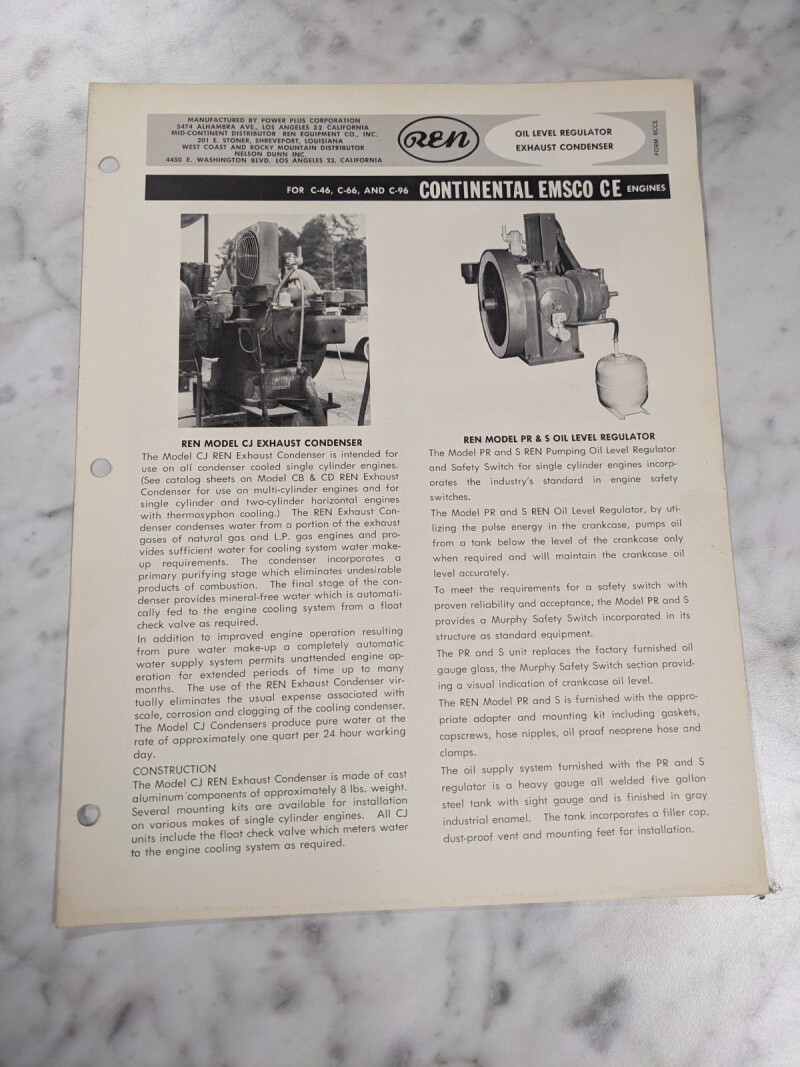 MANUFACTURED BY POWER PLUS CORPORATION
5474 ALHAMBRA AVE., LOS ANGELES 32 CALIFORNIA
MID-CONTINENT DISTRIBUTOR REN EQUIPMENT CO., INC.
201 E. STONER, SHREVEPORT, LOUISIANA
WEST COAST AND ROCKY MOUNTAIN DISTRIBUTOR
NELSON DUNN INC.
4450 E. WASHINGTON BLVD. LOS ANGELES 23, CALIFORNIA
REN
OIL LEVEL REGULATOR
EXHAUST CONDENSER
FORM RCCE
FOR C-46, C-66, AND C-96 CONTINENTAL EMSCO CE ENGINES
REN MODEL CJ EXHAUST CONDENSER
The Model CJ REN Exhaust Condenser is intended for
use on all condenser cooled single cylinder engines.
(See catalog sheets on Model CB & CD REN Exhaust
Condenser for use on multi-cylinder engines and for
single cylinder and two-cylinder horizontal engines
with thermosyphon cooling.) The REN Exhaust Con-
denser condenses water from a portion of the exhaust
gases of natural gas and L.P. gas engines and pro-
vides sufficient water for cooling system water make-
up requirements. The condenser incorporates a
primary purifying stage which eliminates undesirable
products of combustion. The final stage of the con-
denser provides mineral-free water which is automati-
cally fed to the engine cooling system from a float
check valve as required.
In addition to improved engine operation resulting
from pure water make-up a completely automatic
water supply system permits unattended engine op-
eration for extended periods of time up to many
months. The use of the REN Exhaust Condenser vir-
tually eliminates the usual expense associated with
scale, corrosion and clogging of the cooling condenser.
The Model CJ Condensers produce pure water at the
rate of approximately one quart per 24 hour working
day.
CONSTRUCTION
The Model CJ REN Exhaust Condenser is made of cast
aluminum components of approximately 8 lbs. weight.
Several mounting kits are available for installation
on various makes of single cylinder engines. All CJ
units include the float check valve which meters water
to the engine cooling system as required.
REN MODEL PR & S OIL LEVEL REGULATOR
The Model PR and S REN Pumping Oil Level Regulator
and Safety Switch for single cylinder engines incorp-
orates the industry's standard in engine safety
switches.
The Model PR and S REN Oil Level Regulator, by uti-
lizing the pulse energy in the crankcase, pumps oil
from a tank below the level of the crankcase only
when required and will maintain the crankcase oil
level accurately.
To meet the requirements for a safety switch with
proven reliability and acceptance, the Model PR and S
provides a Murphy Safety Switch incorporated in its
structure as standard equipment.
The PR and S unit replaces the factory furnished oil
gauge glass, the Murphy Safety Switch section provid-
ing a visual indication of crankcase oil level.
The REN Model PR and S is furnished with the appro-
priate adapter and mounting kit including gaskets,
capscrews, hose nipples, oil proof neoprene hose and
clamps.
The oil supply system furnished with the PR and S
regulator is a heavy gauge all welded five gallon
steel tank with sight gauge and is finished in gray
industrial enamel. The tank incorporates a filler cap,
dust-proof vent and mounting feet for installation.